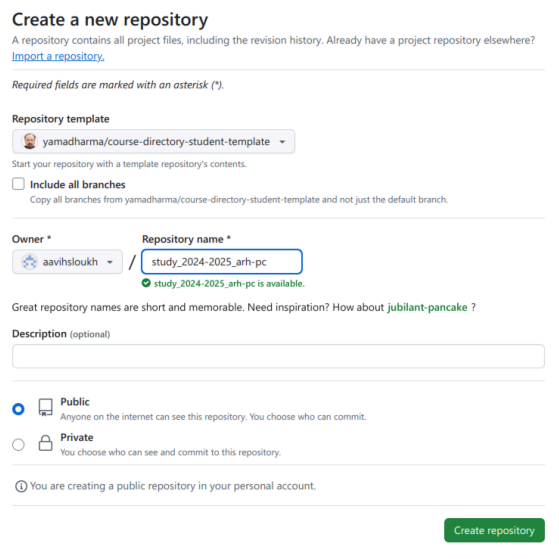 Create a new repository
A repository contains all project files, including the revision history. Already have a project repository elsewhere?
Import a repository.
Required fields are marked with an asterisk (*).
Repository template
yamadharma/course-directory-student-template
Start your repository with a template repository's contents.
Include all branches
Copy all branches from yamadharma/course-directory-student-template and not just the default branch.
Owner * Repository name *
aavihsloukh / study_2024-2025_arh-pc
study_2024-2025_arh-pc is available.
Great repository names are short and memorable. Need inspiration? How about jubilant-pancake ?
Description (optional)
Public
Anyone on the internet can see this repository. You choose who can commit.
Private
You choose who can see and commit to this repository.
You are creating a public repository in your personal account.
Create repository